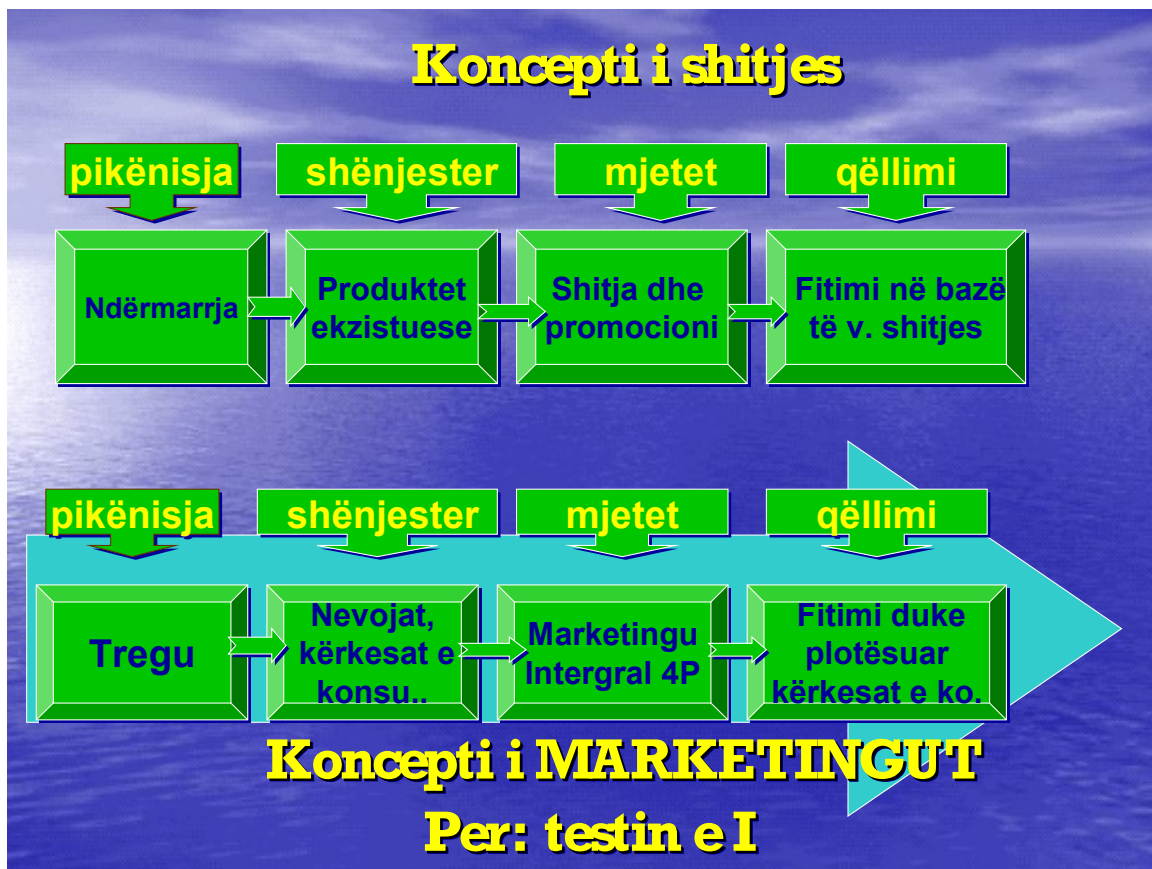 Koncepti i shitjes
pikënisja
shënjester
mjetet
qëllimi
Ndërmarrja
Produktet
ekzistuese
Shitja dhe
promocioni
Fitimi në bazë
të v. shitjes
pikënisja
shënjester
mjetet
qëllimi
Tregu
Nevojat,
kërkesat e
konsu..
Marketingu
Intergral 4P
Fitimi duke
plotësuar
kërkesat e ko.
Koncepti i MARKETINGUT
Per: testin e I